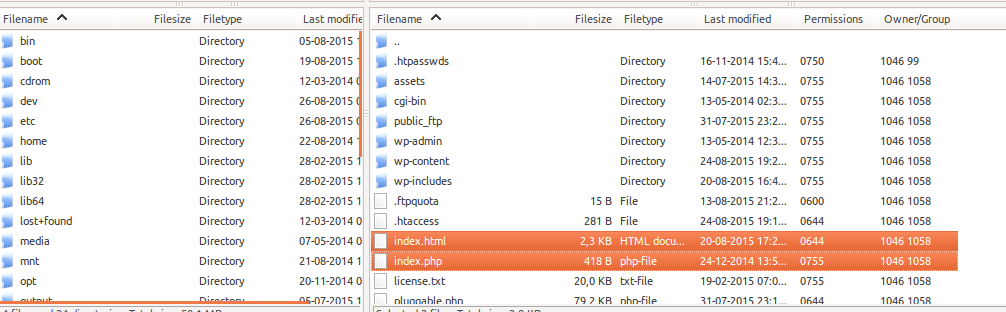 Filename Filesize Filetype Last modifie
bin Directory 05-08-2015 1
boot Directory 19-08-2015 1
cdrom Directory 12-03-2014 0
dev Directory 26-08-2015 0
etc Directory 26-08-2015 0
home Directory 22-08-2014 1
lib Directory 28-02-2015 1
lib32 Directory 28-02-2015 1
lib64 Directory 28-02-2015 1
lost+found Directory 12-03-2014 0
media Directory 07-05-2014 0
mnt Directory 21-08-2014 1
opt Directory 20-11-2014 0
output Directory 05-07-2015 1
Filename Filesize Filetype Last modified Permissions Owner/Group
..
.htpasswds Directory 16-11-2014 15:4... 0750 1046 99
assets Directory 14-07-2015 14:3... 0755 1046 1058
cgi-bin Directory 13-05-2014 02:3... 0755 1046 1058
public_ftp Directory 31-07-2015 23:2... 0755 1046 1058
wp-admin Directory 13-05-2014 12:3... 0755 1046 1058
wp-content Directory 24-08-2015 19:2... 0755 1046 1058
wp-includes Directory 20-08-2015 16:4... 0755 1046 1058
.ftpquota 15 B File 13-08-2015 21:2... 0600 1046 1058
.htaccess 281 B File 24-08-2015 19:1... 0644 1046 1058
index.html 2,3 KB HTML docu... 20-08-2015 17:2... 0644 1046 1058
index.php 418 B php-file 24-12-2014 13:5... 0755 1046 1058
license.txt 20,0 KB txt-file 19-02-2015 07:0... 0644 1046 1058
pluggable.php 79,2 KB php-file 31-07-2015 23:1... 0644 1046 1058